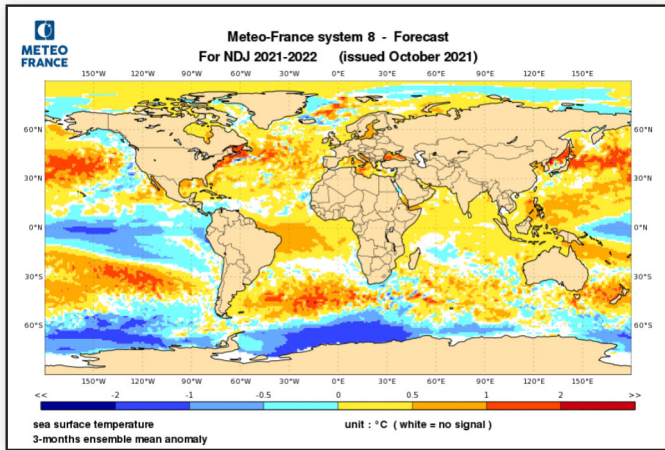 METEO
FRANCE
Meteo-France system 8 - Forecast
For NDJ 2021-2022 (issued October 2021)
150°W 120°W 90°W 60°W 30°W 0°E 30°E 60°E 90°E 120°E 150°E
60°N 60°N
30°N 30°N
0°N 0°N
30°S 30°S
60°S 60°S
150°W 120°W 90°W 60°W 30°W 0°E 30°E 60°E 90°E 120°E 150°E
<< -2 -1 -0.5 0 0.5 1 2 >>
sea surface temperature unit : °C ( white = no signal )
3-months ensemble mean anomaly